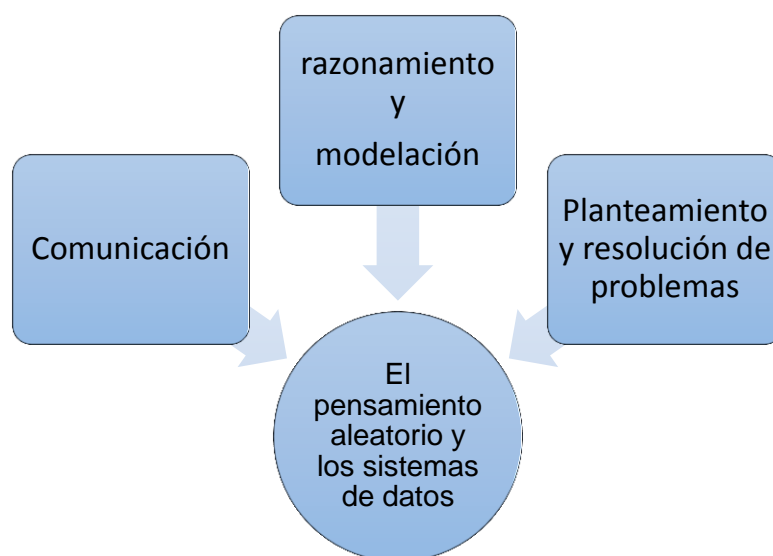 Comunicación
razonamiento
y
modelación
Planteamiento
y resolución de
problemas
El
pensamiento
aleatorio y
los sistemas
de datos